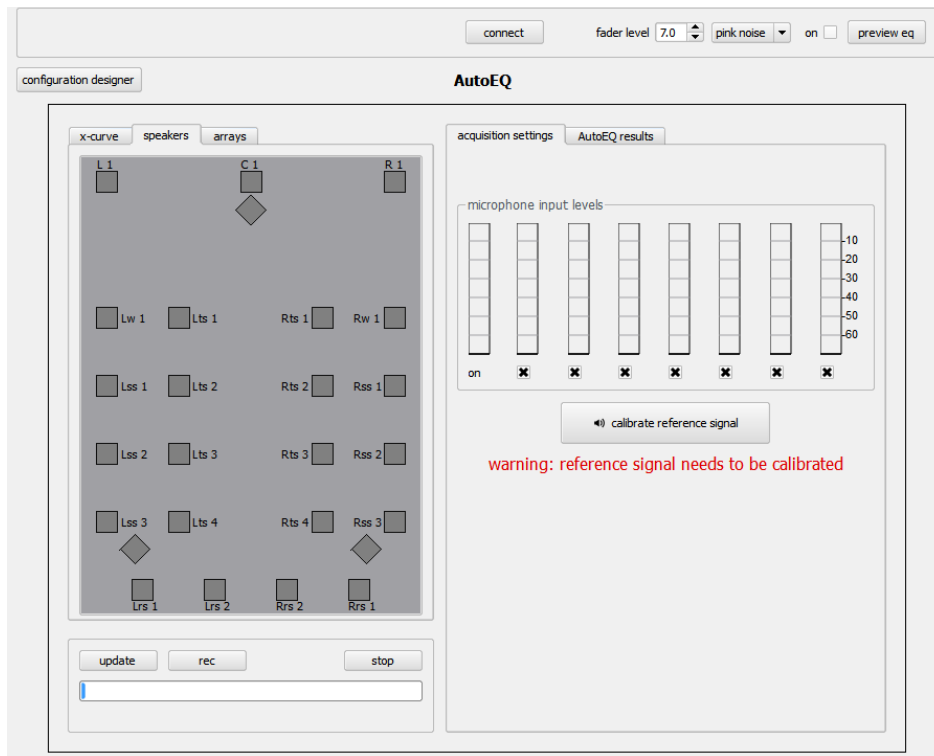 connect fader level 7.0 pink noise on preview eq
configuration designer AutoEQ
x-curve speakers arrays
L 1 C 1 R 1
Lw 1 Lts 1 Rts 1 Rw 1
Lss 1 Lts 2 Rts 2 Rss 1
Lss 2 Lts 3 Rts 3 Rss 2
Lss 3 Lts 4 Rts 4 Rss 3
Lrs 1 Lrs 2 Rrs 2 Rrs 1
update rec stop
acquisition settings AutoEQ results
microphone input levels
-10
-20
-30
-40
-50
-60
on
calibrate reference signal
warning: reference signal needs to be calibrated